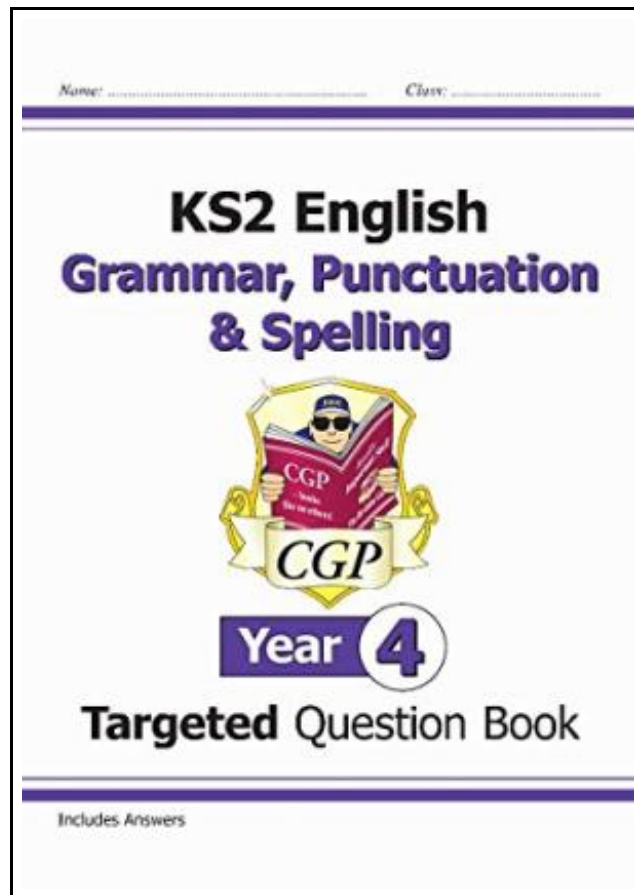 Name: ............ Class: ............
KS2 English
Grammar, Punctuation
& Spelling
CGP
CGP
Year 4
Targeted Question Book
Includes Answers